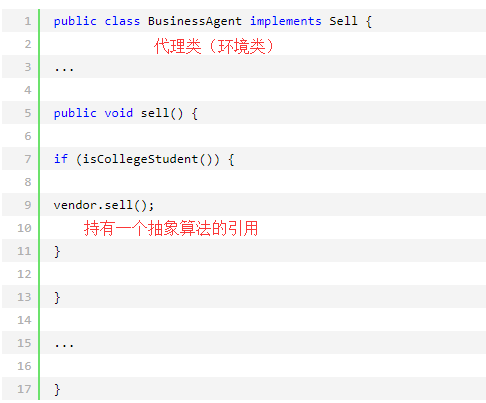 1 public class BusinessAgent implements Sell {
2 代理类（环境类）
3 ...
4
5 public void sell() {
6
7 if (isCollegeStudent()) {
8
9 vendor.sell();
10 持有一个抽象算法的引用
11 }
12
13 }
14
15 ...
16
17 }